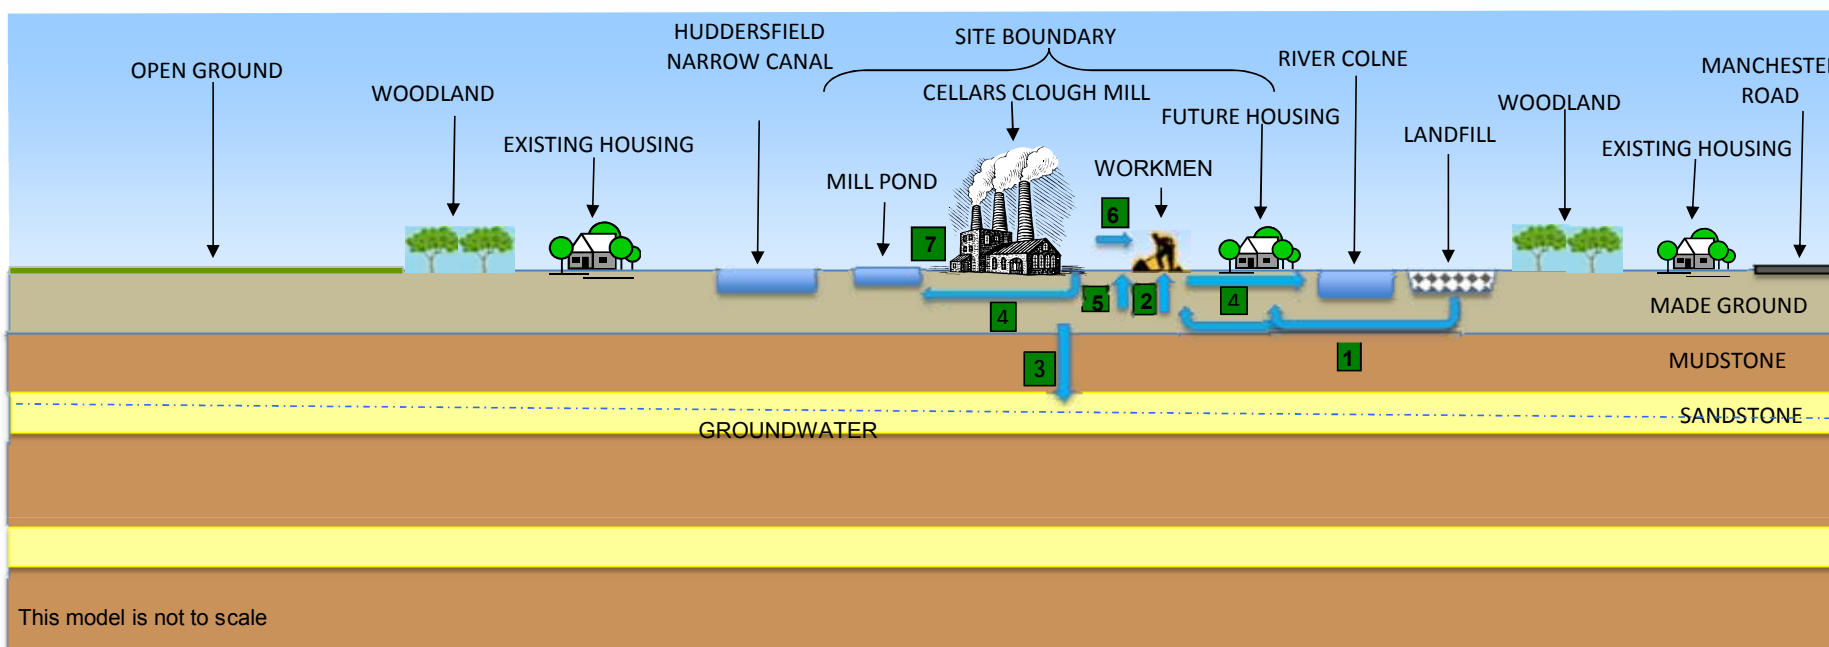 HUDDERSFIELD
NARROW CANAL
SITE BOUNDARY
RIVER COLNE
MANCHESTER
ROAD
OPEN GROUND
WOODLAND
CELLARS CLOUGH MILL
FUTURE HOUSING
WOODLAND
LANDFILL
EXISTING HOUSING
EXISTING HOUSING
WORKMEN
MILL POND
6
7
5
2
4
4
MADE GROUND
1
3
MUDSTONE
SANDSTONE
GROUNDWATER
This model is not to scale